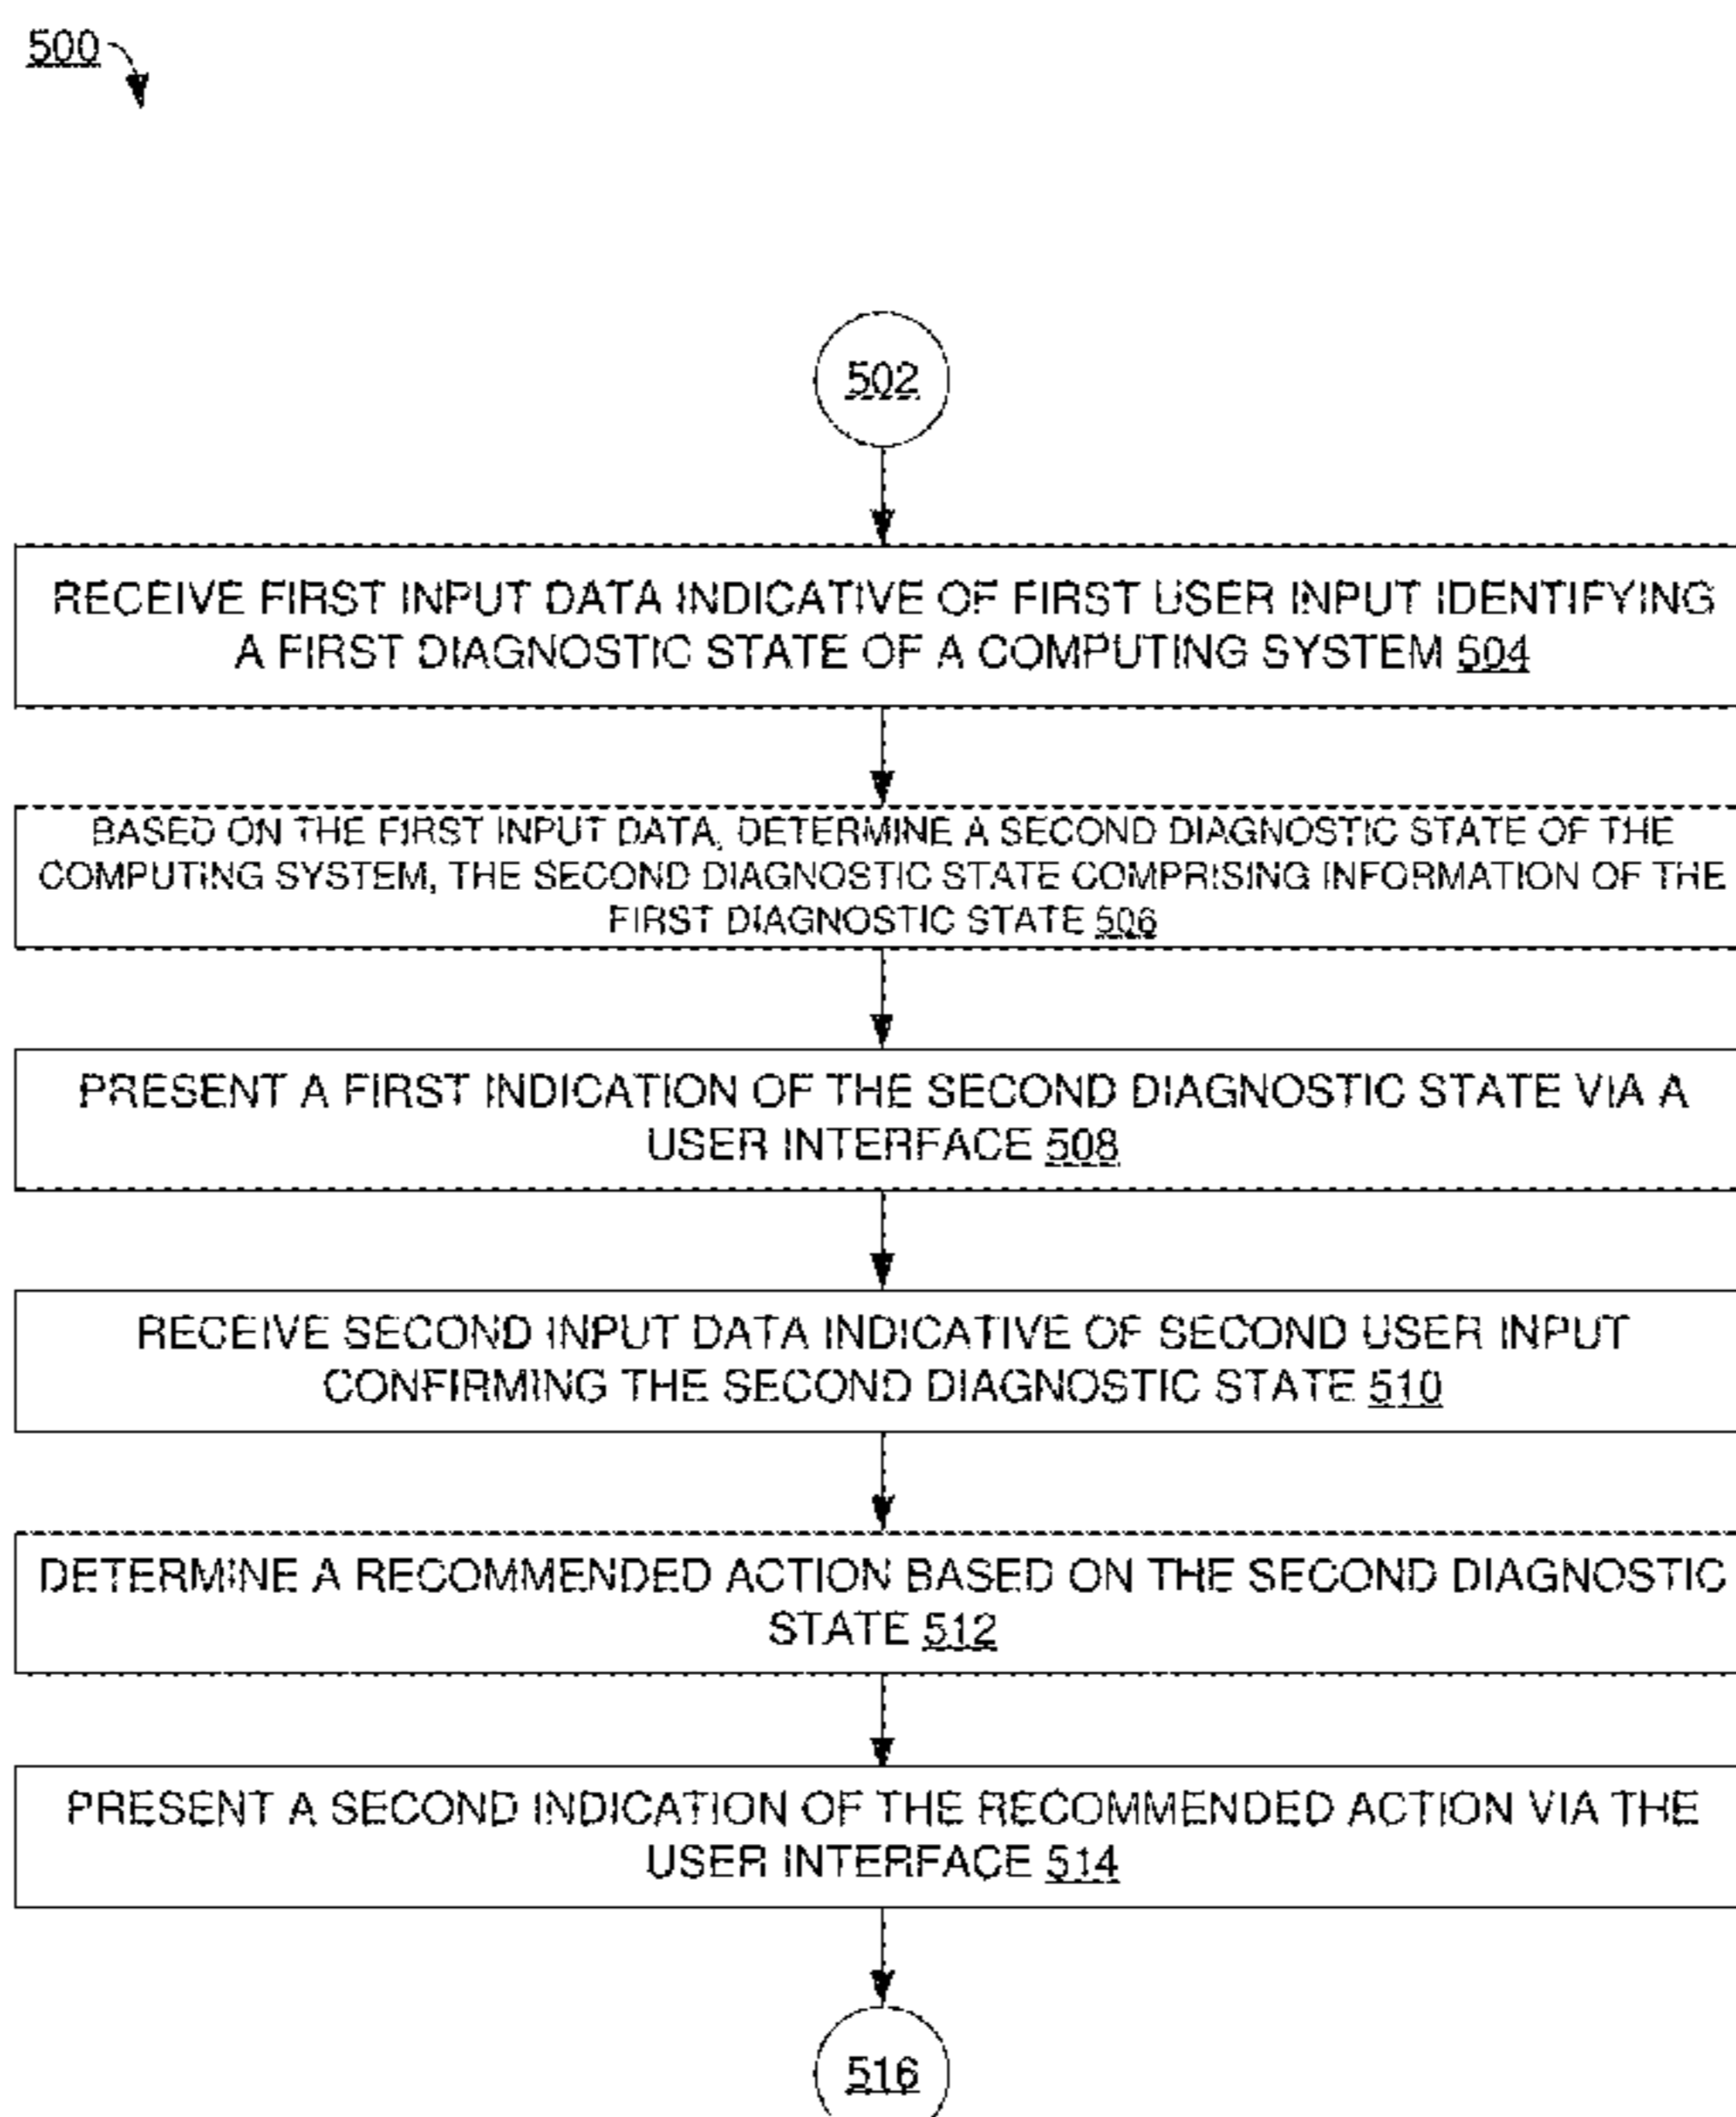 500
502
RECEIVE FIRST INPUT DATA INDICATIVE OF FIRST USER INPUT IDENTIFYING
A FIRST DIAGNOSTIC STATE OF A COMPUTING SYSTEM 504
BASED ON THE FIRST INPUT DATA, DETERMINE A SECOND DIAGNOSTIC STATE OF THE
COMPUTING SYSTEM, THE SECOND DIAGNOSTIC STATE COMPRISING INFORMATION OF THE
FIRST DIAGNOSTIC STATE 506
PRESENT A FIRST INDICATION OF THE SECOND DIAGNOSTIC STATE VIA A
USER INTERFACE 508
RECEIVE SECOND INPUT DATA INDICATIVE OF SECOND USER INPUT
CONFIRMING THE SECOND DIAGNOSTIC STATE 510
DETERMINE A RECOMMENDED ACTION BASED ON THE SECOND DIAGNOSTIC
STATE 512
PRESENT A SECOND INDICATION OF THE RECOMMENDED ACTION VIA THE
USER INTERFACE 514
516